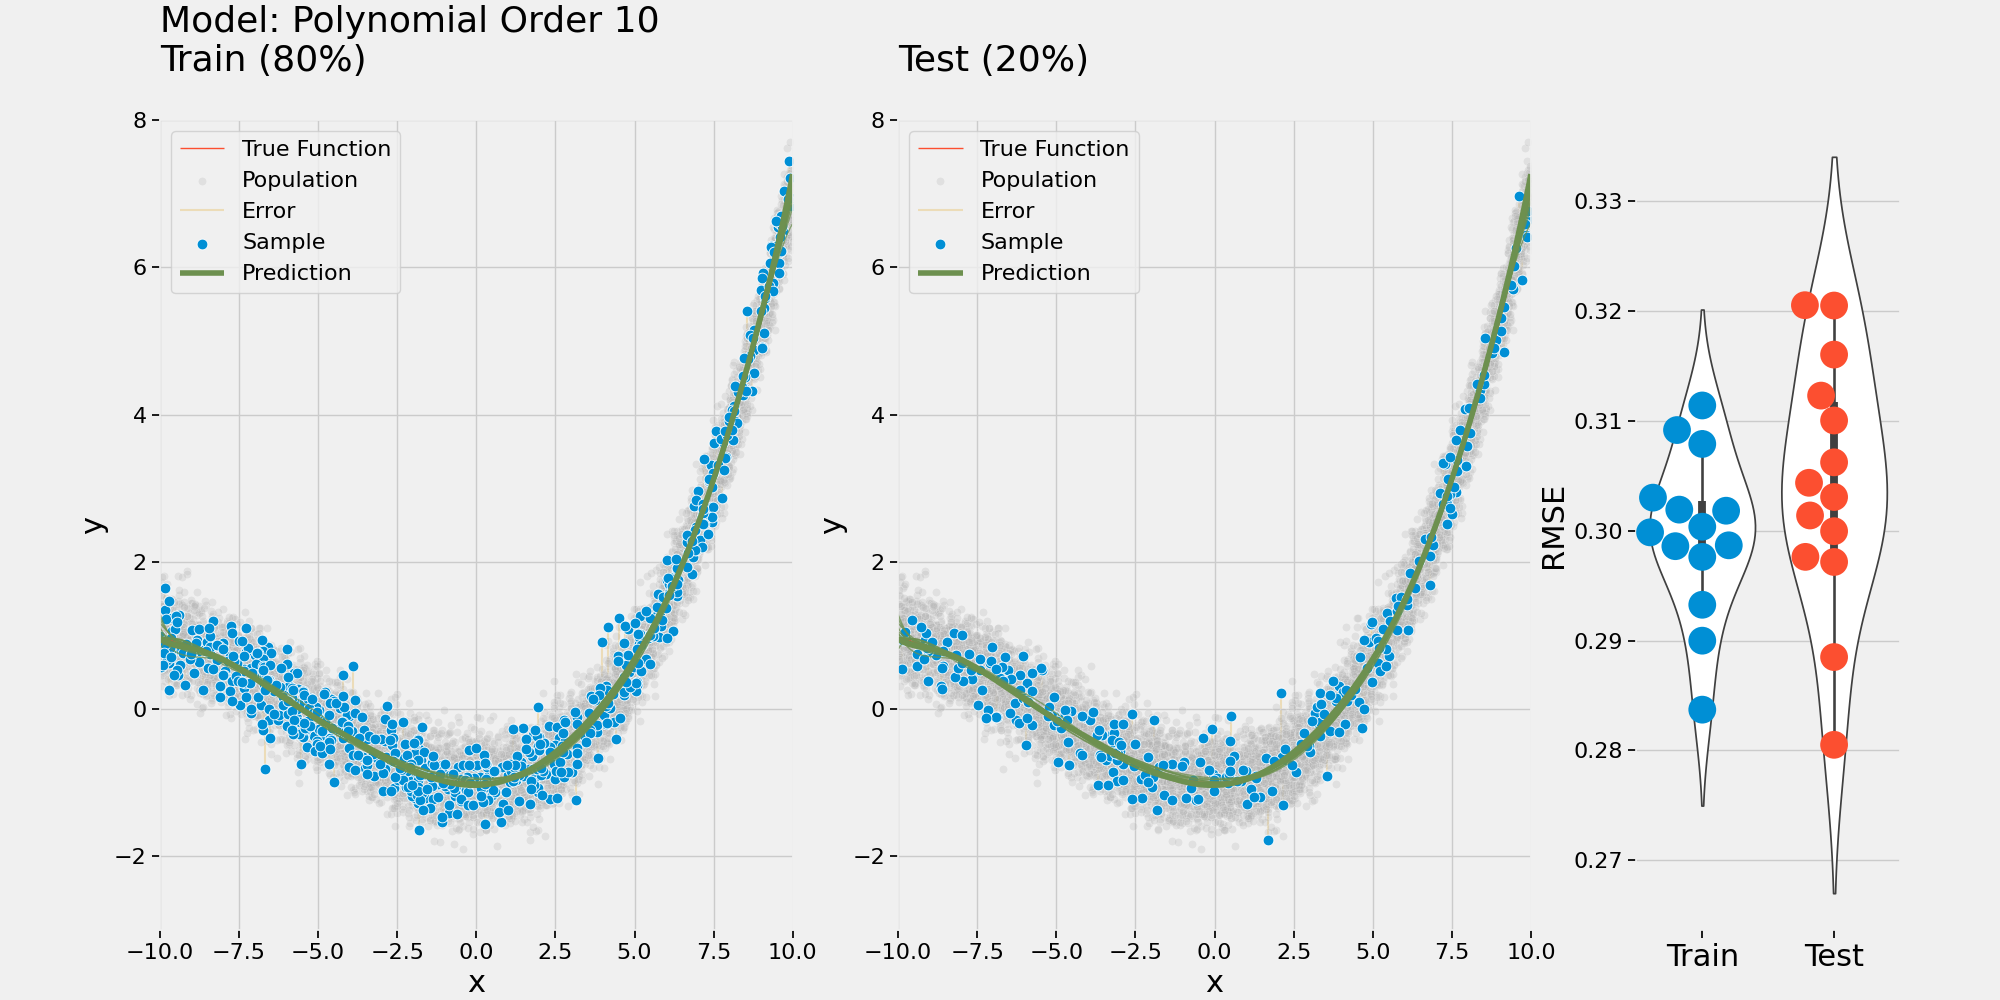 Model: Polynomial Order 10
Train (80%)
Test (20%)
8
6
4
2
0
−2
y
True Function
Population
Error
Sample
Prediction
−10.0 −7.5 −5.0 −2.5 0.0 2.5 5.0 7.5 10.0
x
8
6
4
2
0
−2
y
True Function
Population
Error
Sample
Prediction
−10.0 −7.5 −5.0 −2.5 0.0 2.5 5.0 7.5 10.0
x
0.33
0.32
0.31
0.30
0.29
0.28
0.27
RMSE
Train Test